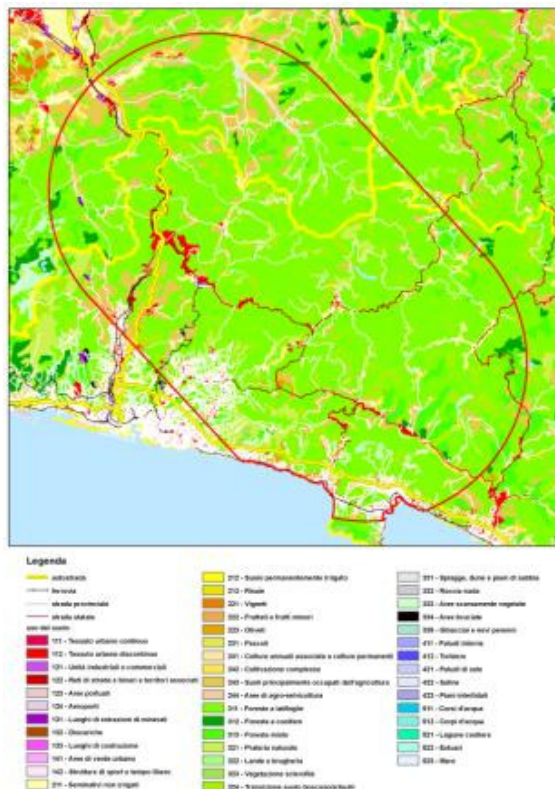 Legenda
autostrada
ferrovia
strada provinciale
strada statale
uso del suolo
111 - Tessuto urbano continuo
112 - Tessuto urbano discontinuo
121 - Unità industriali o commerciali
122 - Reti di strade e binari e territori associati
123 - Aree portuali
124 - Aeroporti
131 - Luoghi di estrazione di minerali
132 - Discariche
133 - Luoghi di costruzione
141 - Aree di verde urbano
142 - Strutture di sport e tempo libero
211 - Seminativi non irrigati
212 - Suolo permanentemente irrigato
213 - Risaie
221 - Vigneti
222 - Frutteti e frutti minori
223 - Oliveti
231 - Pascoli
241 - Colture annuali associate a colture permanenti
242 - Coltivazione complessa
243 - Suoli principalmente occupati dall'agricoltura
244 - Aree di agro-selvicoltura
311 - Foreste a latifoglie
312 - Foreste a conifere
313 - Foreste miste
321 - Praterie naturali
322 - Lande e brughiere
323 - Vegetazione sclerofila
324 - Transizione suolo boscoso/arbusti
331 - Spiagge, dune e piani di sabbia
332 - Roccia nuda
333 - Aree scarsamente vegetate
334 - Aree bruciate
335 - Ghiacciai e nevi perenni
411 - Paludi interne
412 - Torbiere
421 - Paludi di sale
422 - Saline
423 - Piani intertidali
511 - Corsi d'acqua
512 - Corpi d'acqua
521 - Lagune costiere
522 - Estuari
523 - Mare